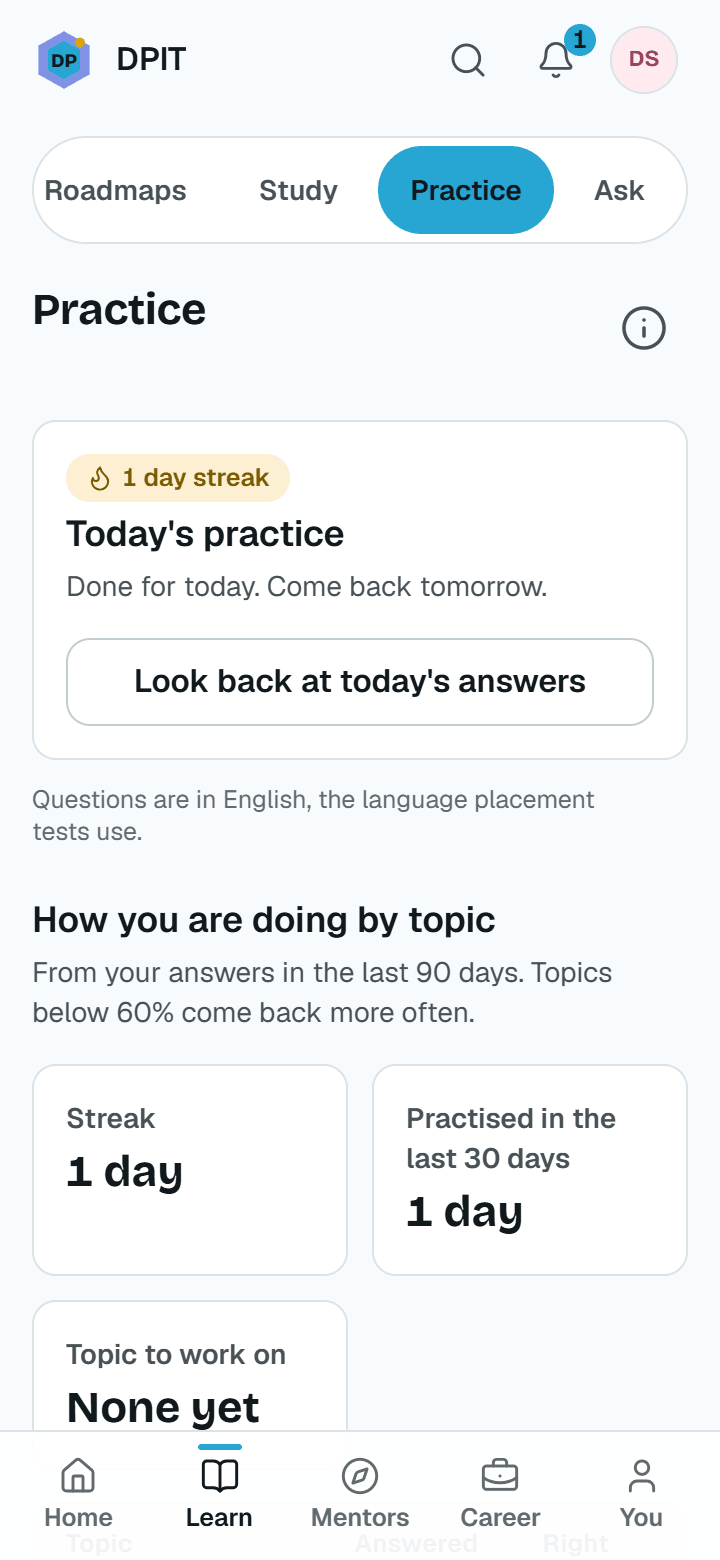 DP
DPIT
1
DS
Roadmaps
Study
Practice
Ask
Practice
1 day streak
Today's practice
Done for today. Come back tomorrow.
Look back at today's answers
Questions are in English, the language placement
tests use.
How you are doing by topic
From your answers in the last 90 days. Topics
below 60% come back more often.
Streak
1 day
Practised in the
last 30 days
1 day
Topic to work on
None yet
Home
Learn
Mentors
Career
You
Topic
Answered
Right